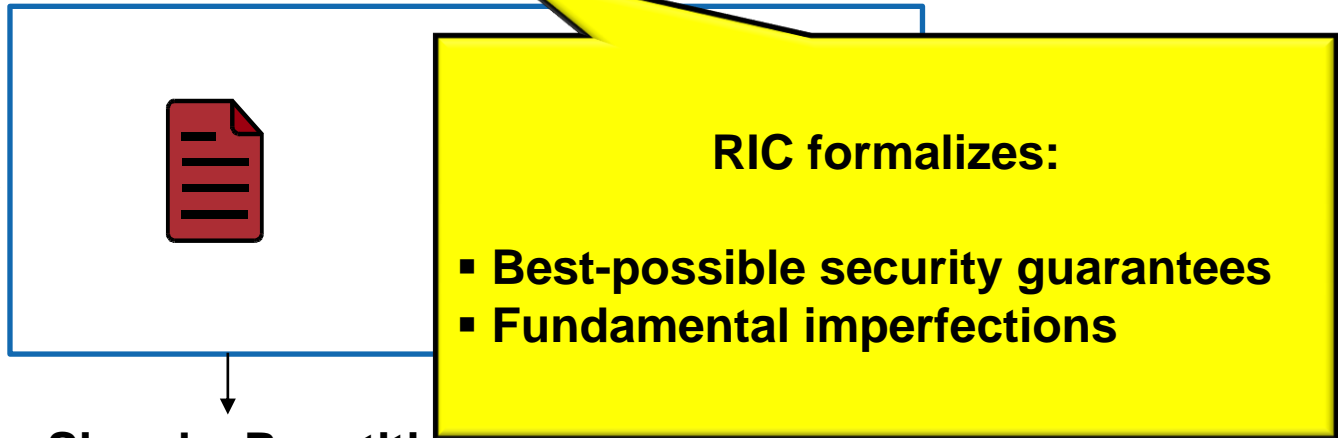 RIC formalizes:
▪ Best-possible security guarantees
▪ Fundamental imperfections